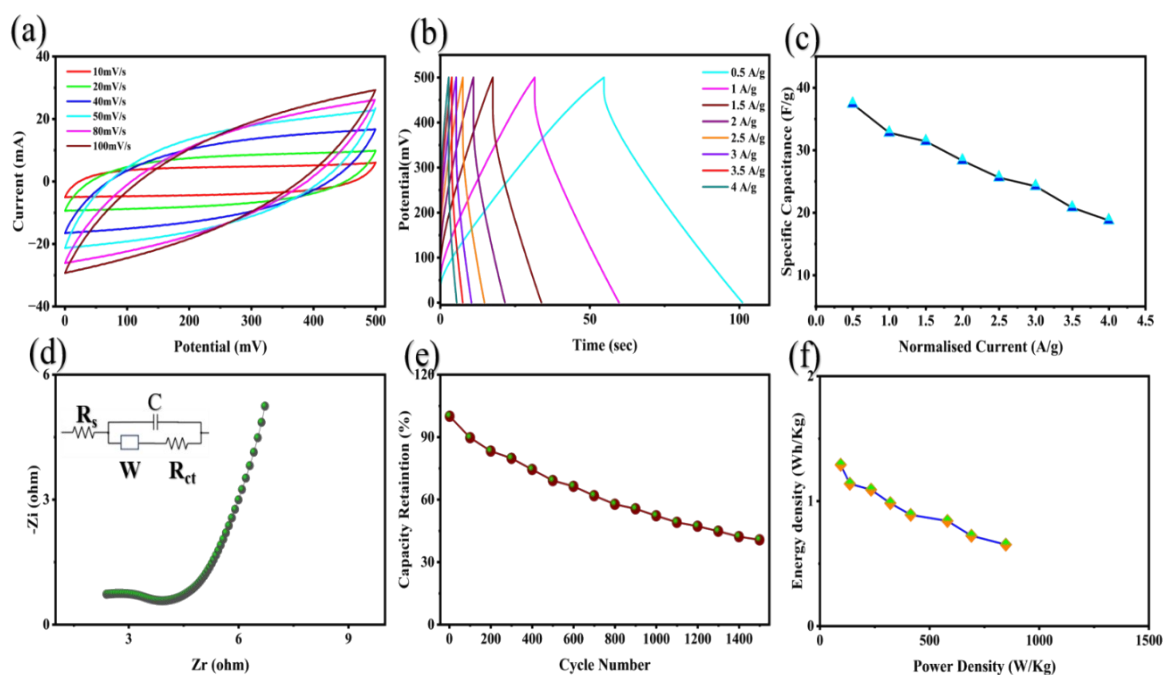 (a)
40
20
0
−20
−40
Current (mA)
10mV/s
20mV/s
40mV/s
50mV/s
80mV/s
100mV/s
0 100 200 300 400 500
Potential (mV)
(b)
500
400
300
200
100
0
Potential(mV)
0.5 A/g
1 A/g
1.5 A/g
2 A/g
2.5 A/g
3 A/g
3.5 A/g
4 A/g
0 50 100
Time (sec)
(c)
40
30
20
10
Specific Capacitance (F/g)
0.0 0.5 1.0 1.5 2.0 2.5 3.0 3.5 4.0 4.5
Normalised Current (A/g)
(d)
6
3
0
-Zi (ohm)
Rs
C
W
Rct
3 6 9
Zr (ohm)
(e)
120
90
60
30
0
Capacity Retaintion (%)
0 200 400 600 800 1000 1200 1400
Cycle Number
(f)
2
1
0
Energy density (Wh/Kg)
0 500 1000 1500
Power Density (W/Kg)